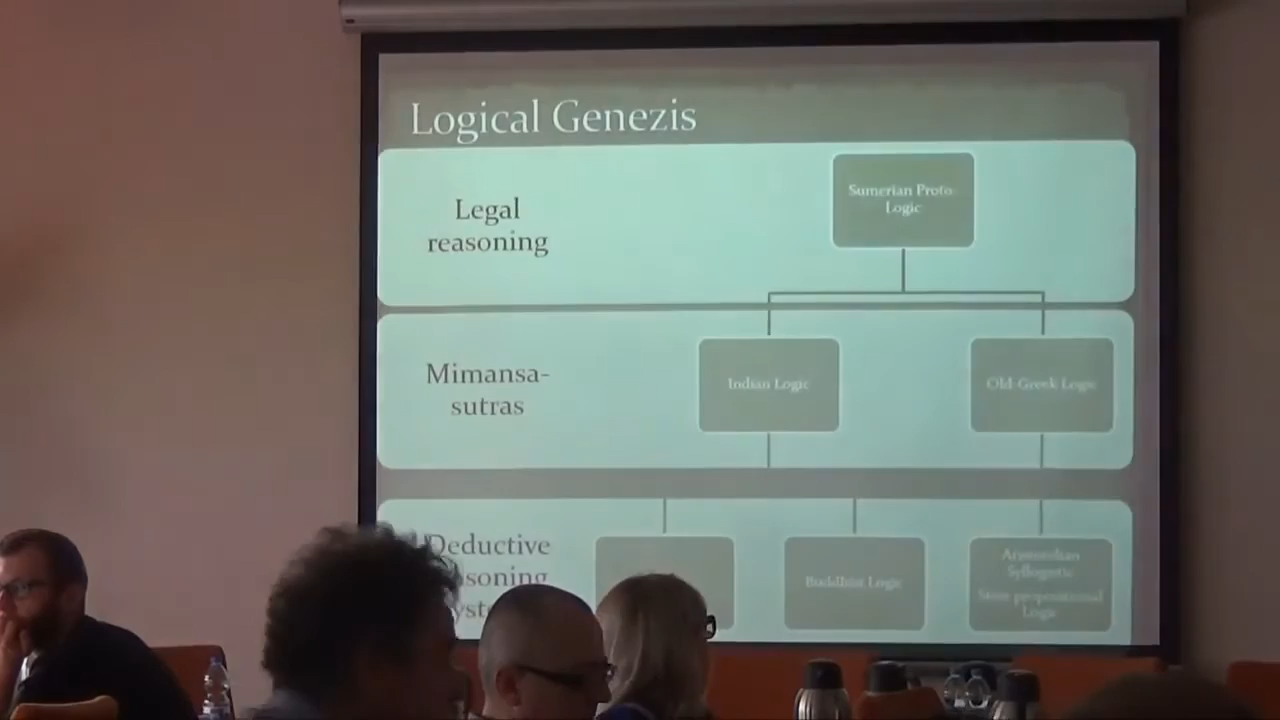 Logical Genezis
Legal
reasoning
Sumerian Proto-
Logic
Mimansa-
sutras
Indian Logic
Old-Greek Logic
Deductive
Buddhist Logic
Aristotelian
Syllogistic
Stoic propositional
Logic